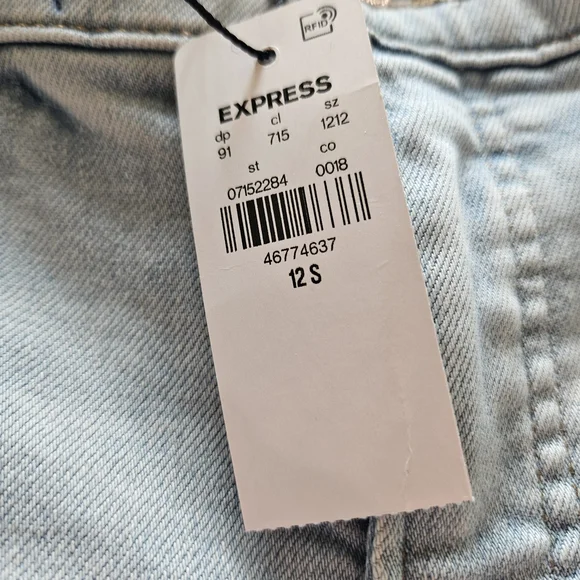 RFID
EXPRESS
dp cl sz
91 715 1212
st co
07152284 0018
46774637
12 S